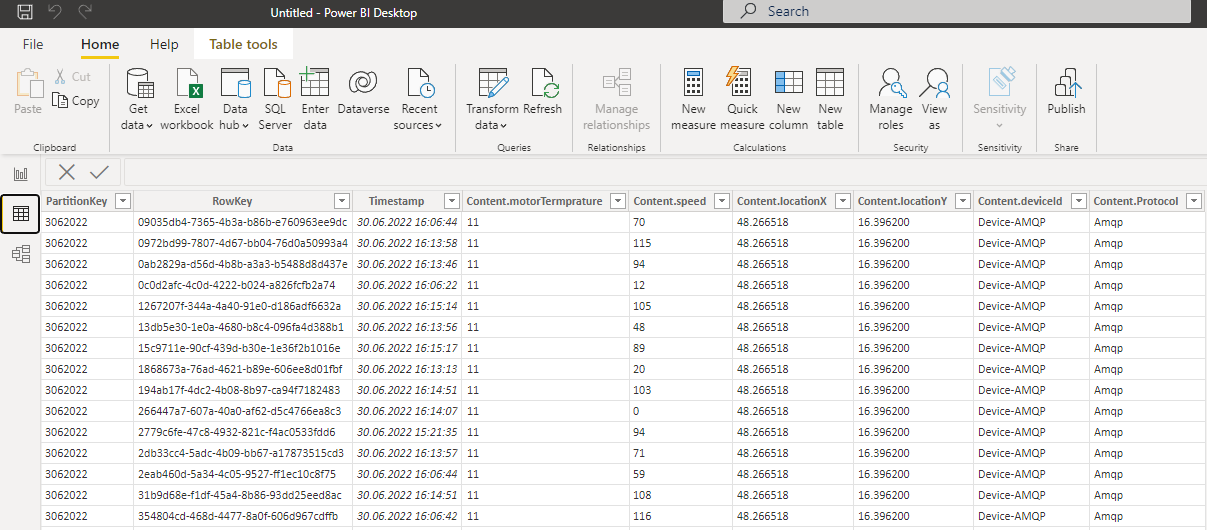 Untitled - Power BI Desktop Search
File Home Help Table tools
Paste Cut Copy Get data Excel workbook Data hub SQL Server Enter data Dataverse Recent sources Transform data Refresh Manage relationships New measure Quick measure New column New table Manage roles View as Sensitivity Publish
Clipboard Data Queries Relationships Calculations Security Sensitivity Share
PartitionKey RowKey Timestamp Content.motorTermprature Content.speed Content.locationX Content.locationY Content.deviceId Content.Protocol
3062022 09035db4-7365-4b3a-b86b-e760963ee9dc 30.06.2022 16:06:44 11 70 48.266518 16.396200 Device-AMQP Amqp
3062022 0972bd99-7807-4d67-bb04-76d0a50993a4 30.06.2022 16:13:58 11 115 48.266518 16.396200 Device-AMQP Amqp
3062022 0ab2829a-d56d-4b8b-a3a3-b5488d8d437e 30.06.2022 16:13:46 11 94 48.266518 16.396200 Device-AMQP Amqp
3062022 0c0d2afc-4c0d-4222-b024-a826fcfb2a74 30.06.2022 16:06:22 11 12 48.266518 16.396200 Device-AMQP Amqp
3062022 1267207f-344a-4a40-91e0-d186adf6632a 30.06.2022 16:15:14 11 105 48.266518 16.396200 Device-AMQP Amqp
3062022 13db5e30-1e0a-4680-b8c4-096fa4d388b1 30.06.2022 16:13:56 11 48 48.266518 16.396200 Device-AMQP Amqp
3062022 15c9711e-90cf-439d-b30e-1e36f2b1016e 30.06.2022 16:15:17 11 89 48.266518 16.396200 Device-AMQP Amqp
3062022 1868673a-76ad-4621-b89e-606ee8d01fbf 30.06.2022 16:13:13 11 20 48.266518 16.396200 Device-AMQP Amqp
3062022 194ab17f-4dc2-4b08-8b97-ca94f7182483 30.06.2022 16:14:51 11 103 48.266518 16.396200 Device-AMQP Amqp
3062022 266447a7-607a-40a0-af62-d5c4766ea8c3 30.06.2022 16:14:07 11 0 48.266518 16.396200 Device-AMQP Amqp
3062022 2779c6fe-47c8-4932-821c-f4ac0533fdd6 30.06.2022 15:21:35 11 94 48.266518 16.396200 Device-AMQP Amqp
3062022 2db33cc4-5adc-4b09-bb67-a17873515cd3 30.06.2022 16:13:57 11 71 48.266518 16.396200 Device-AMQP Amqp
3062022 2eab460d-5a34-4c05-9527-ff1ec10c8f75 30.06.2022 16:06:44 11 59 48.266518 16.396200 Device-AMQP Amqp
3062022 31b9d68e-f1df-45a4-8b86-93dd25eed8ac 30.06.2022 16:14:51 11 108 48.266518 16.396200 Device-AMQP Amqp
3062022 354804cd-468d-4477-8a0f-606d967cdffb 30.06.2022 16:06:42 11 116 48.266518 16.396200 Device-AMQP Amqp